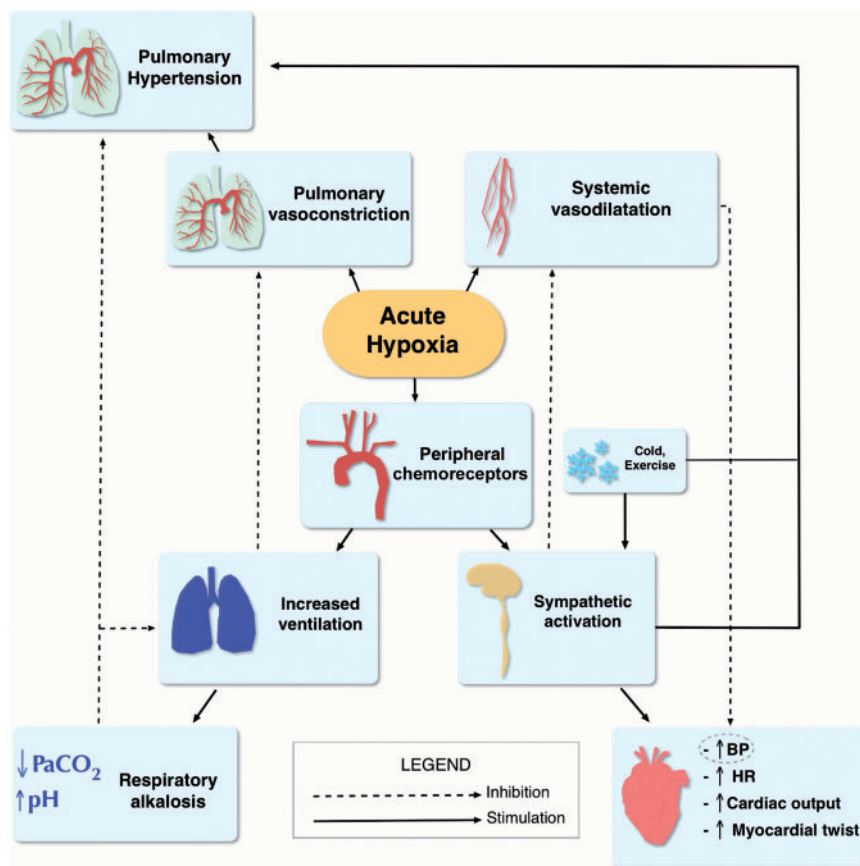 Pulmonary
Hypertension
Pulmonary
vasoconstriction
Systemic
vasodilatation
Acute
Hypoxia
Peripheral
chemoreceptors
Cold,
Exercise
Increased
ventilation
Sympathetic
activation
↓ PaCO₂
↑ pH
Respiratory
alkalosis
LEGEND
Inhibition
Stimulation
- ↑ BP
- ↑ HR
- ↑ Cardiac output
- ↑ Myocardial twist